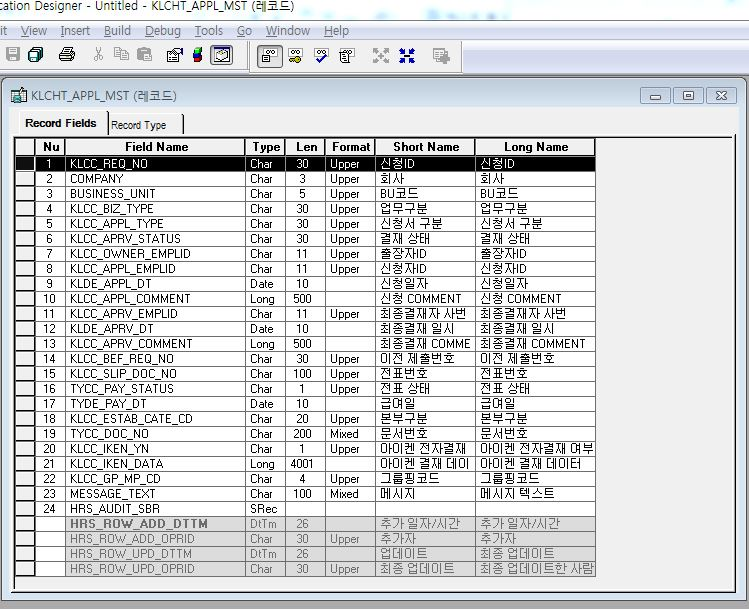 cation Designer - Untitled - KLCHT_APPL_MST (레코드)
it View Insert Build Debug Tools Go Window Help
KLCHT_APPL_MST (레코드)
Record Fields Record Type
Nu Field Name Type Len Format Short Name Long Name
1 KLCC_REQ_NO Char 30 Upper 신청ID 신청ID
2 COMPANY Char 3 Upper 회사 회사
3 BUSINESS_UNIT Char 5 Upper BU코드 BU코드
4 KLCC_BIZ_TYPE Char 30 Upper 업무구분 업무구분
5 KLCC_APPL_TYPE Char 30 Upper 신청서 구분 신청서 구분
6 KLCC_APRV_STATUS Char 30 Upper 결재 상태 결재 상태
7 KLCC_OWNER_EMPLID Char 11 Upper 출장자ID 출장자ID
8 KLCC_APPL_EMPLID Char 11 Upper 신청자ID 신청자ID
9 KLDE_APPL_DT Date 10 신청일자 신청일자
10 KLCC_APPL_COMMENT Long 500 신청 COMMENT 신청 COMMENT
11 KLCC_APRV_EMPLID Char 11 Upper 최종결재자 사번 최종결재자 사번
12 KLDE_APRV_DT Date 10 최종결재 일시 최종결재 일시
13 KLCC_APRV_COMMENT Long 500 최종결재 COMME 최종결재 COMMENT
14 KLCC_BEF_REQ_NO Char 30 Upper 이전 제출번호 이전 제출번호
15 KLCC_SLIP_DOC_NO Char 100 Upper 전표번호 전표번호
16 TYCC_PAY_STATUS Char 1 Upper 전표 상태 전표 상태
17 TYDE_PAY_DT Date 10 급여일 급여일
18 KLCC_ESTAB_CATE_CD Char 20 Upper 본부구분 본부구분
19 TYCC_DOC_NO Char 200 Mixed 문서번호 문서번호
20 KLCC_IKEN_YN Char 1 Upper 아이켄 전자결재 아이켄 전자결재 여부
21 KLCC_IKEN_DATA Long 4001 아이켄 결재 데이 아이켄 결재 데이터
22 KLCC_GP_MP_CD Char 4 Upper 그룹핑코드 그룹핑코드
23 MESSAGE_TEXT Char 100 Mixed 메시지 메시지 텍스트
24 HRS_AUDIT_SBR SRec
HRS_ROW_ADD_DTTM DtTm 26 추가 일자/시간 추가 일자/시간
HRS_ROW_ADD_OPRID Char 30 Upper 추가자 추가자
HRS_ROW_UPD_DTTM DtTm 26 업데이트 최종 업데이트
HRS_ROW_UPD_OPRID Char 30 Upper 최종 업데이트 최종 업데이트한 사람